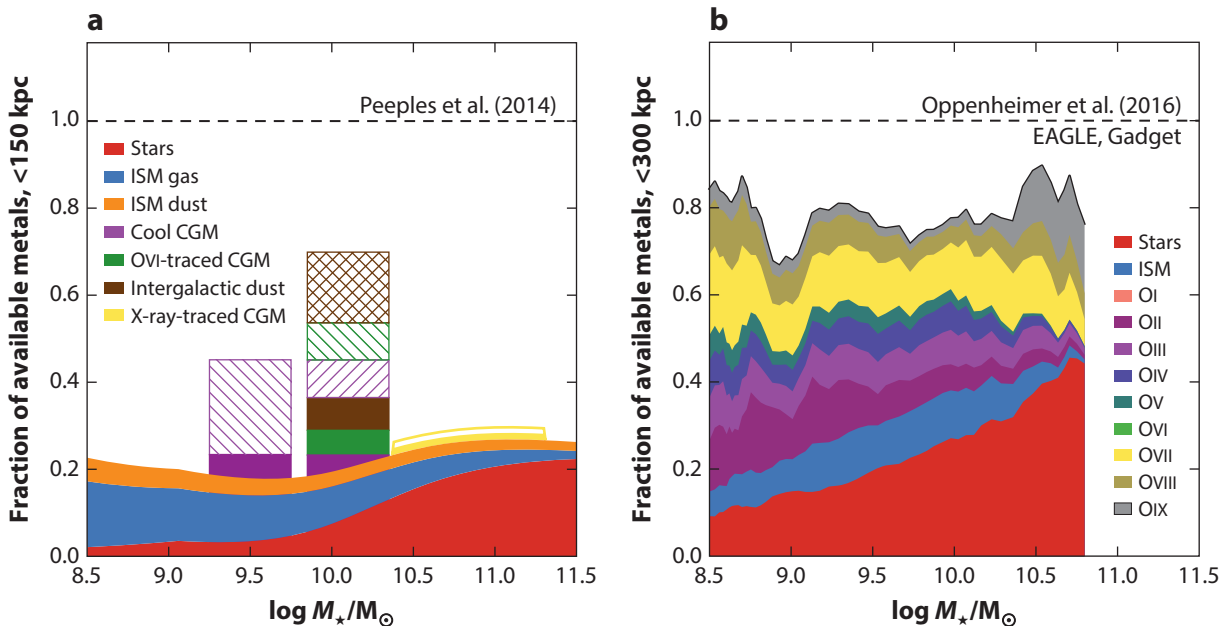 a
Fraction of available metals, <150 kpc
1.0
0.8
0.6
0.4
0.2
0.0
Peeples et al. (2014)
Stars
ISM gas
ISM dust
Cool CGM
OVI-traced CGM
Intergalactic dust
X-ray-traced CGM
8.5 9.0 9.5 10.0 10.5 11.0 11.5
log M⋆/M⊙
b
Fraction of available metals, <300 kpc
1.0
0.8
0.6
0.4
0.2
0.0
Oppenheimer et al. (2016)
EAGLE, Gadget
Stars
ISM
OI
OII
OIII
OIV
OV
OVI
OVII
OVIII
OIX
8.5 9.0 9.5 10.0 10.5 11.0 11.5
log M⋆/M⊙